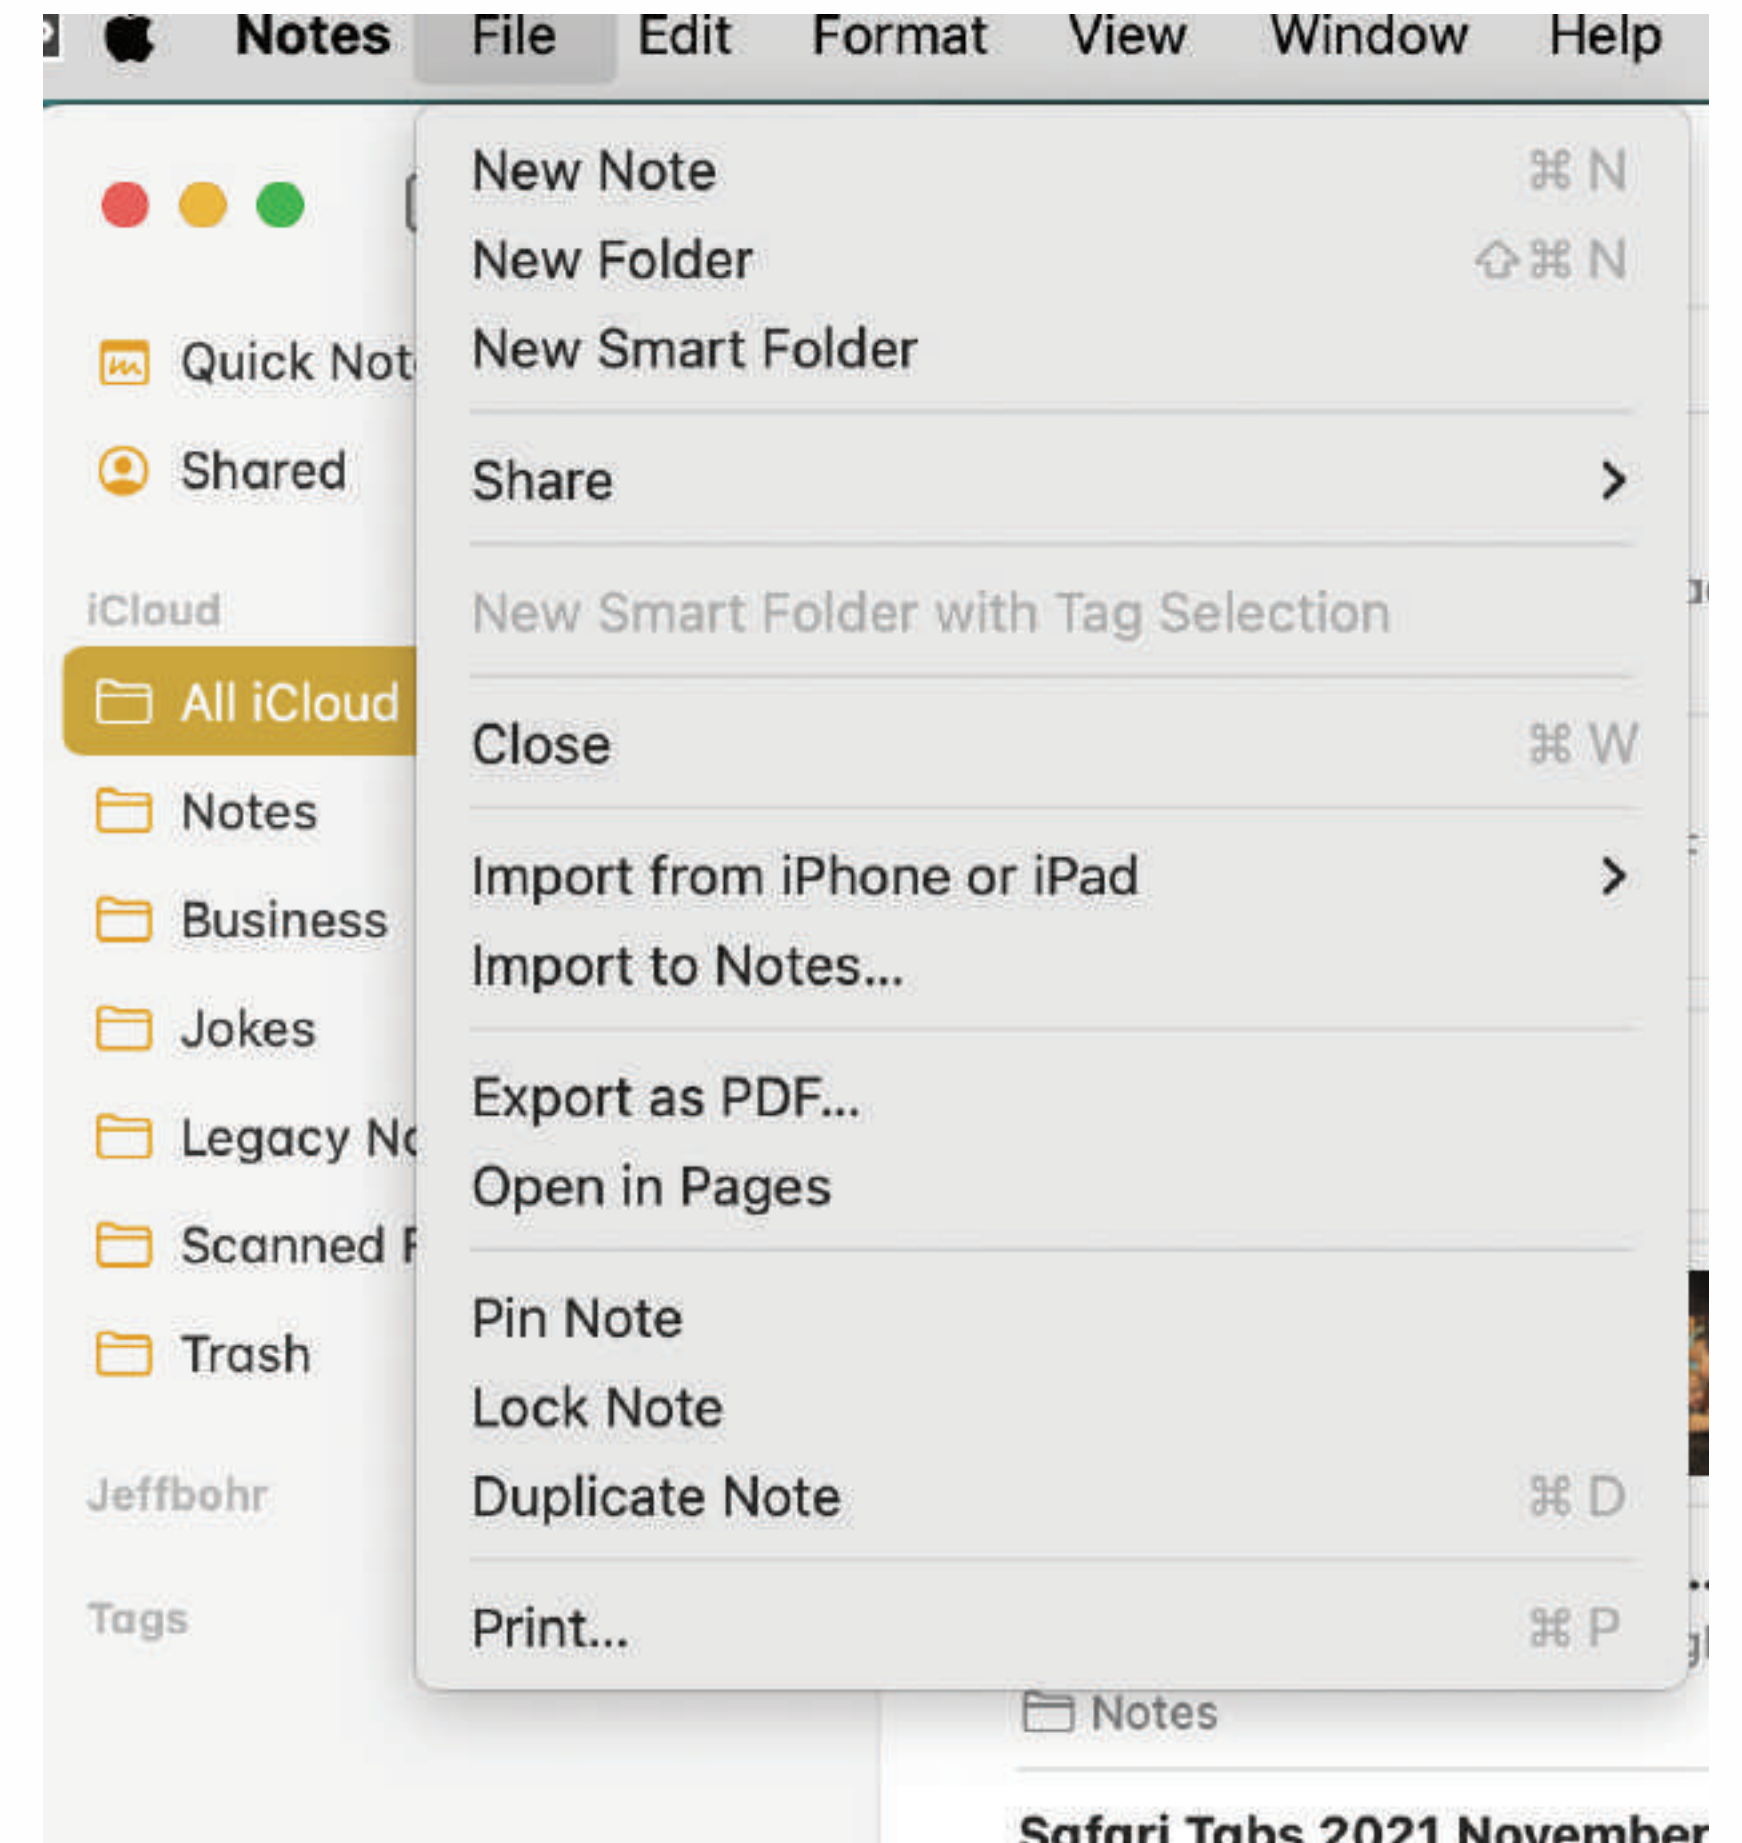 Notes File Edit Format View Window Help
New Note ⌘ N
New Folder ⇧⌘ N
New Smart Folder
Share
New Smart Folder with Tag Selection
Close ⌘ W
Import from iPhone or iPad
Import to Notes...
Export as PDF...
Open in Pages
Pin Note
Lock Note
Duplicate Note ⌘ D
Print... ⌘ P
Quick Not
Shared
iCloud
All iCloud
Notes
Business
Jokes
Legacy No
Scanned
Trash
Jeffbohr
Tags
Notes
Safari Tabs 2021 November